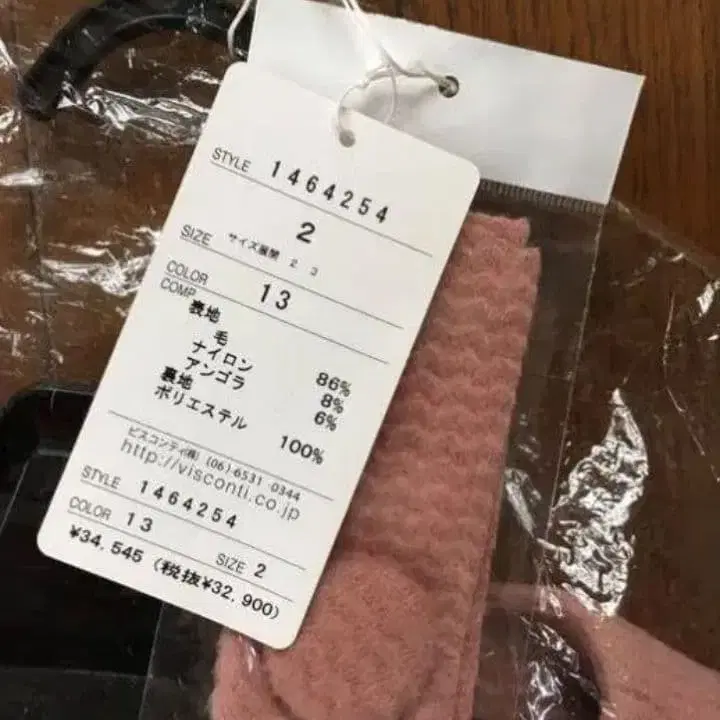 STYLE 1464254
SIZE 2
サイズ展開 2 3
COLOR 13
COMP
表地
毛 86%
ナイロン 8%
アンゴラ 6%
裏地
ポリエステル 100%
ビスコンティ(株) (06)6531-0344
http://visconti.co.jp
STYLE 1464254
COLOR 13 SIZE 2
¥34,545 (税抜¥32,900)